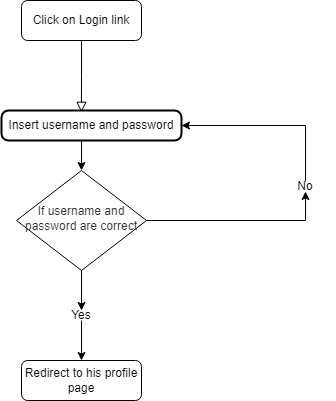 Click on Login link
Insert username and password
No
If username and
password are correct
Yes
Redirect to his profile
page